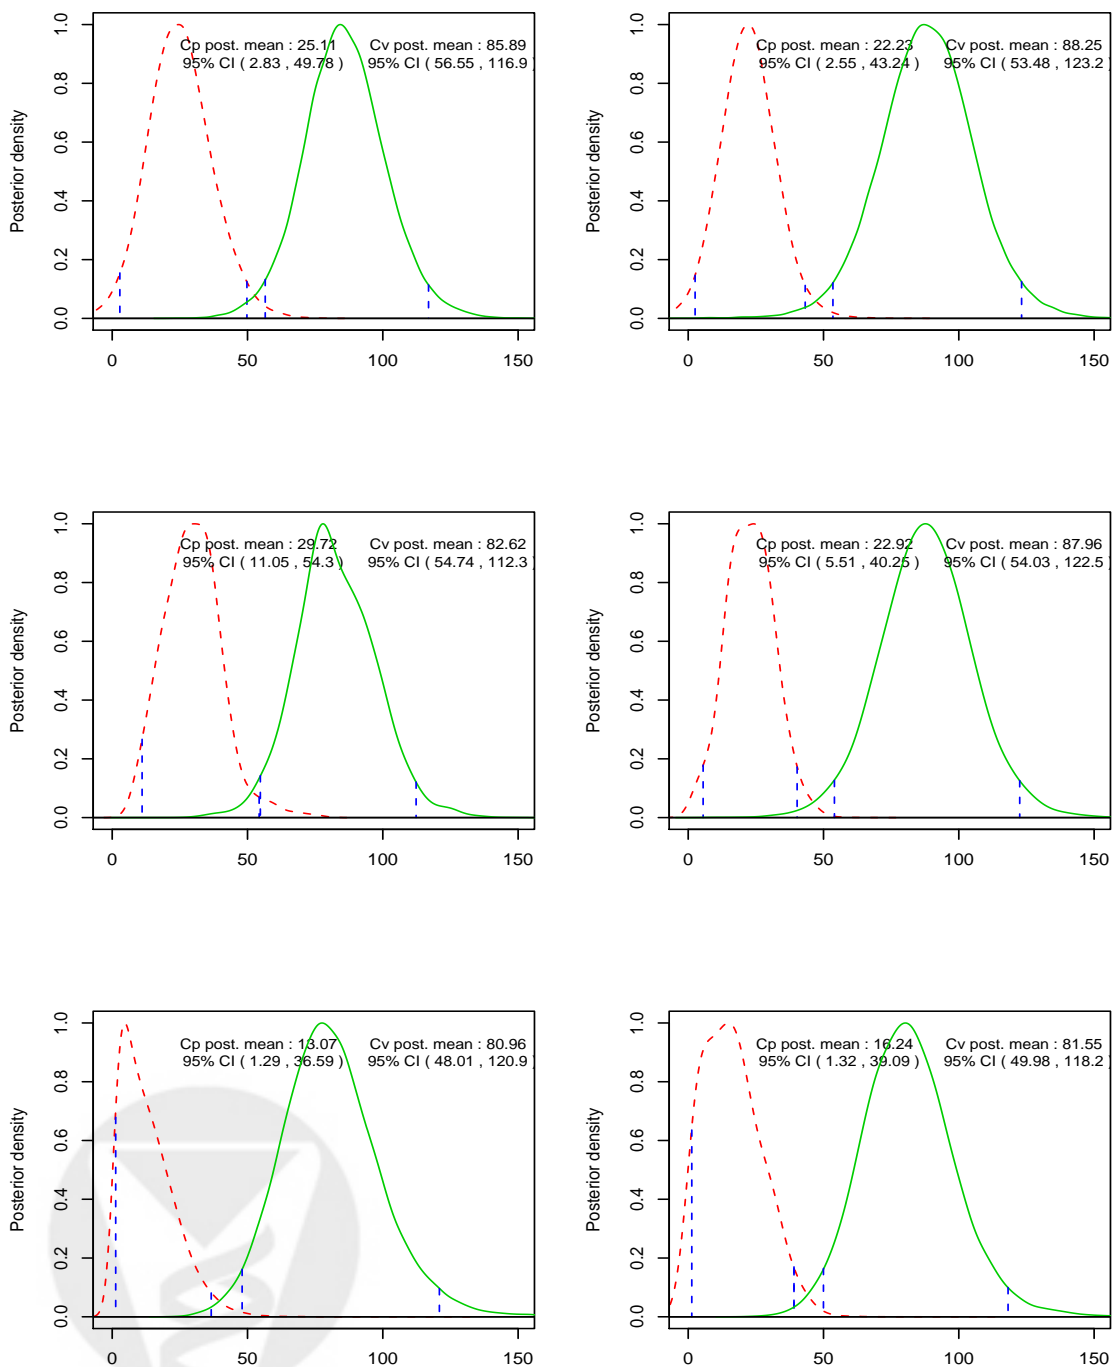 Cp post. mean : 25.11 Cv post. mean : 85.89
95% CI ( 2.83 , 49.78 ) 95% CI ( 56.55 , 116.9 )
Posterior density
0.0 0.2 0.4 0.6 0.8 1.0
0 50 100 150
Cp post. mean : 22.23 Cv post. mean : 88.25
95% CI ( 2.55 , 43.24 ) 95% CI ( 53.48 , 123.2 )
Posterior density
0.0 0.2 0.4 0.6 0.8 1.0
0 50 100 150
Cp post. mean : 29.72 Cv post. mean : 82.62
95% CI ( 11.05 , 54.3 ) 95% CI ( 54.74 , 112.3 )
Posterior density
0.0 0.2 0.4 0.6 0.8 1.0
0 50 100 150
Cp post. mean : 22.92 Cv post. mean : 87.96
95% CI ( 5.51 , 40.25 ) 95% CI ( 54.03 , 122.5 )
Posterior density
0.0 0.2 0.4 0.6 0.8 1.0
0 50 100 150
Cp post. mean : 13.07 Cv post. mean : 80.96
95% CI ( 1.29 , 36.59 ) 95% CI ( 48.01 , 120.9 )
Posterior density
0.0 0.2 0.4 0.6 0.8 1.0
0 50 100 150
Cp post. mean : 16.24 Cv post. mean : 81.55
95% CI ( 1.32 , 39.09 ) 95% CI ( 49.98 , 118.2 )
Posterior density
0.0 0.2 0.4 0.6 0.8 1.0
0 50 100 150